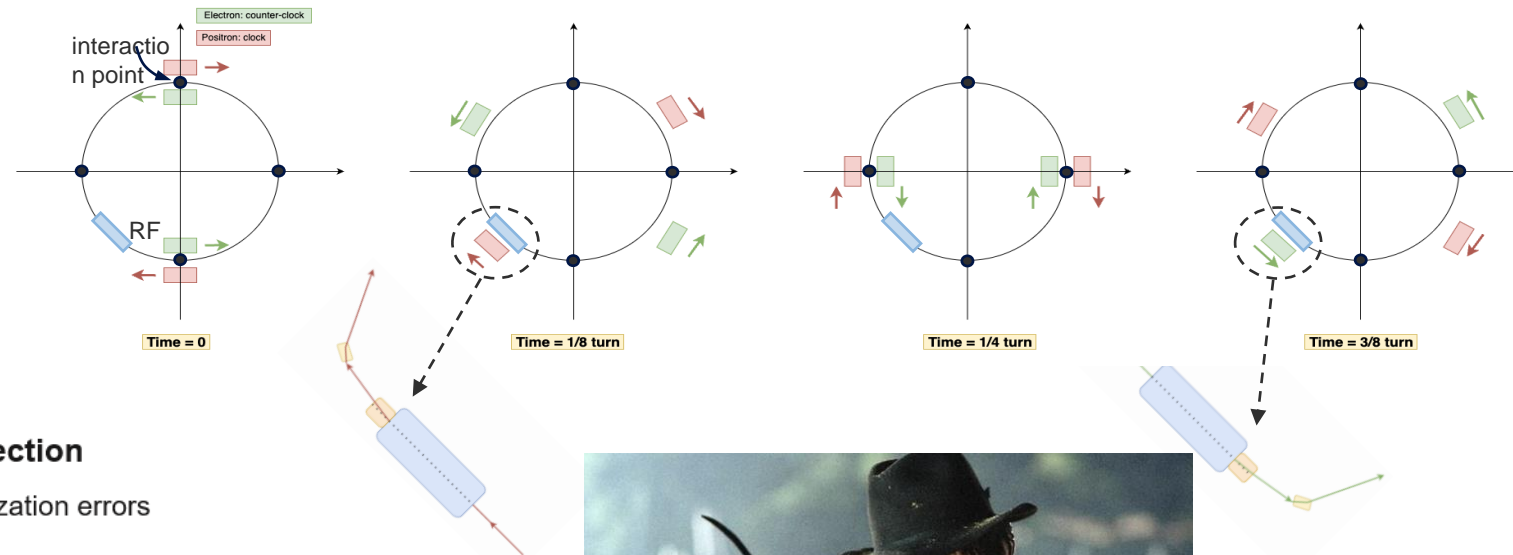 Electron: counter-clock
Positron: clock
interactio
n point
RF
Time = 0
Time = 1/8 turn
Time = 1/4 turn
Time = 3/8 turn
ection
zation errors